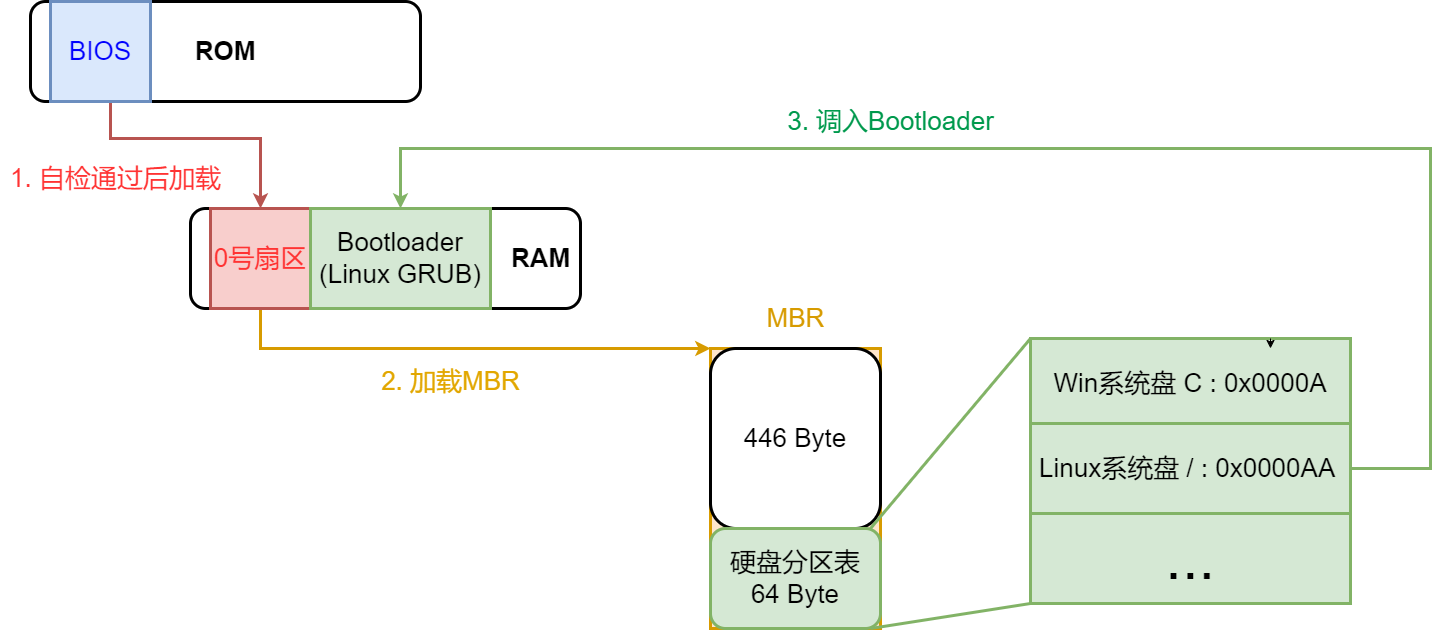 BIOS
ROM
3. 调入Bootloader
1. 自检通过后加载
0号扇区
Bootloader
(Linux GRUB)
RAM
MBR
2. 加载MBR
446 Byte
硬盘分区表
64 Byte
Win系统盘 C : 0x0000A
Linux系统盘 / : 0x0000AA
...